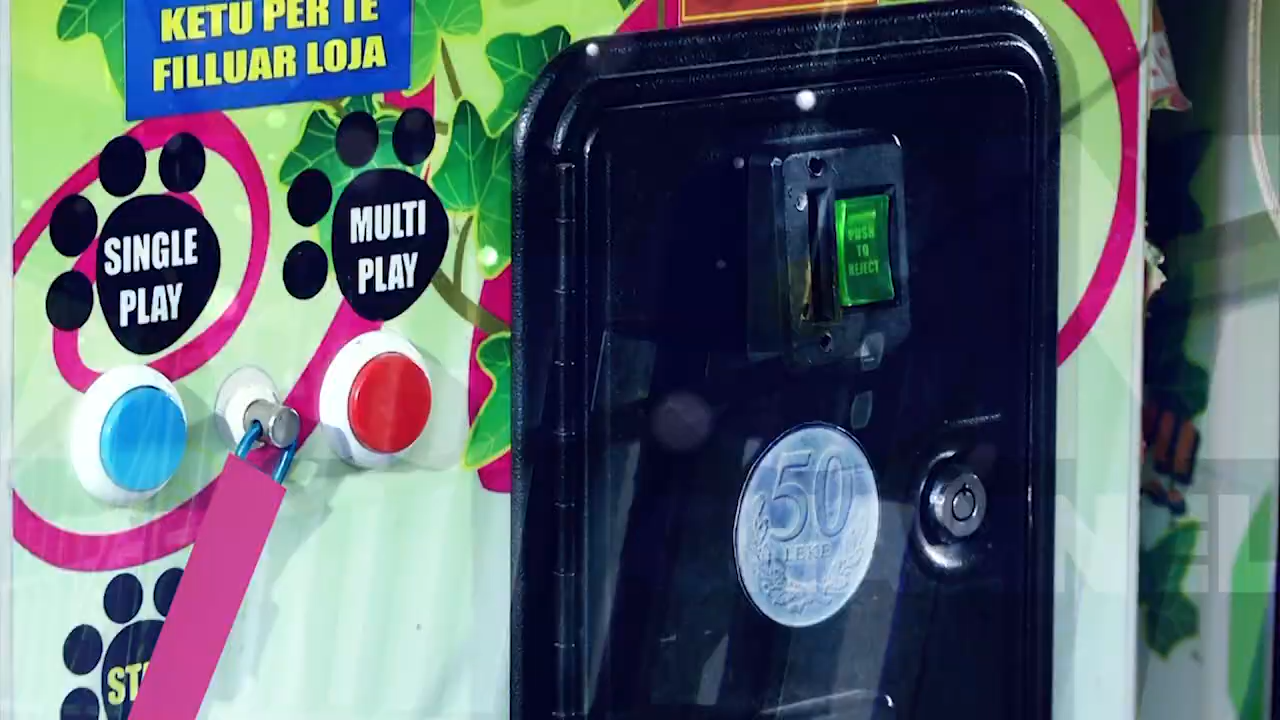 KETU PER TE
FILLUAR LOJA
SINGLE
PLAY
MULTI
PLAY
PUSH
TO
REJECT
50
LEKE